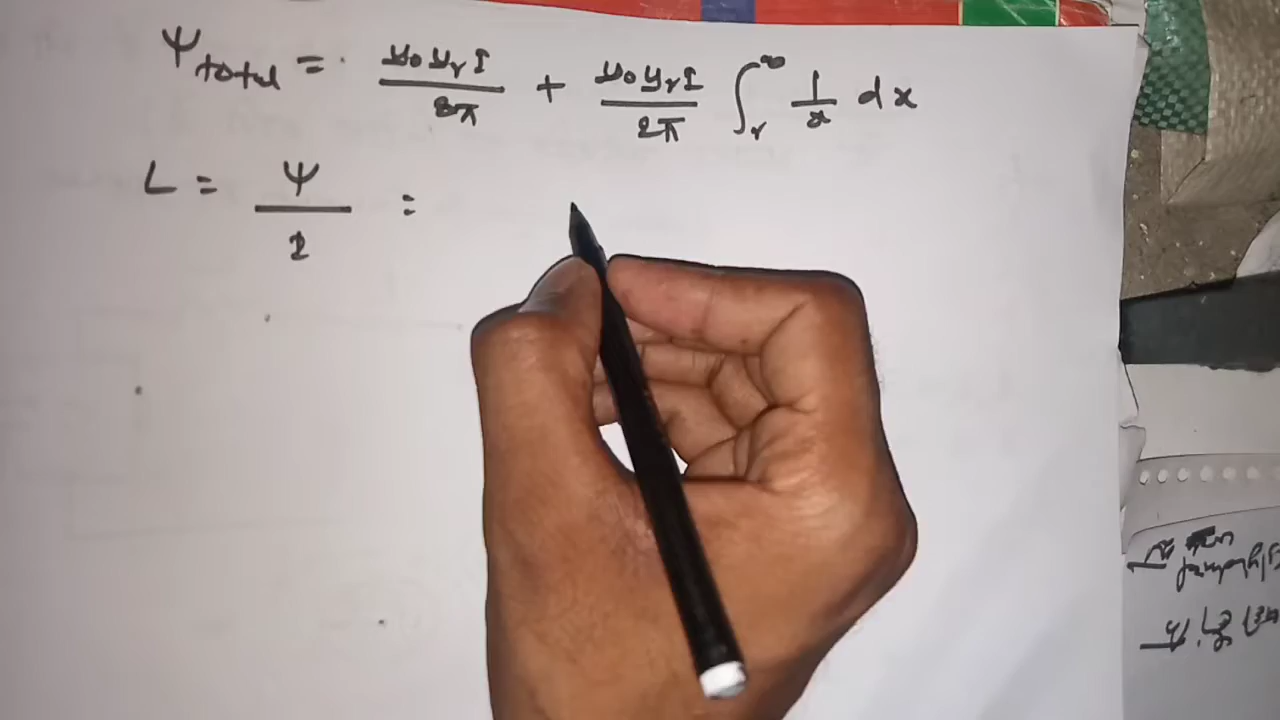 Ψtotal = μ₀μᵣI/8π + μ₀μᵣI/2π ∫ᵣ^∞ 1/x dx
L = Ψ/I =